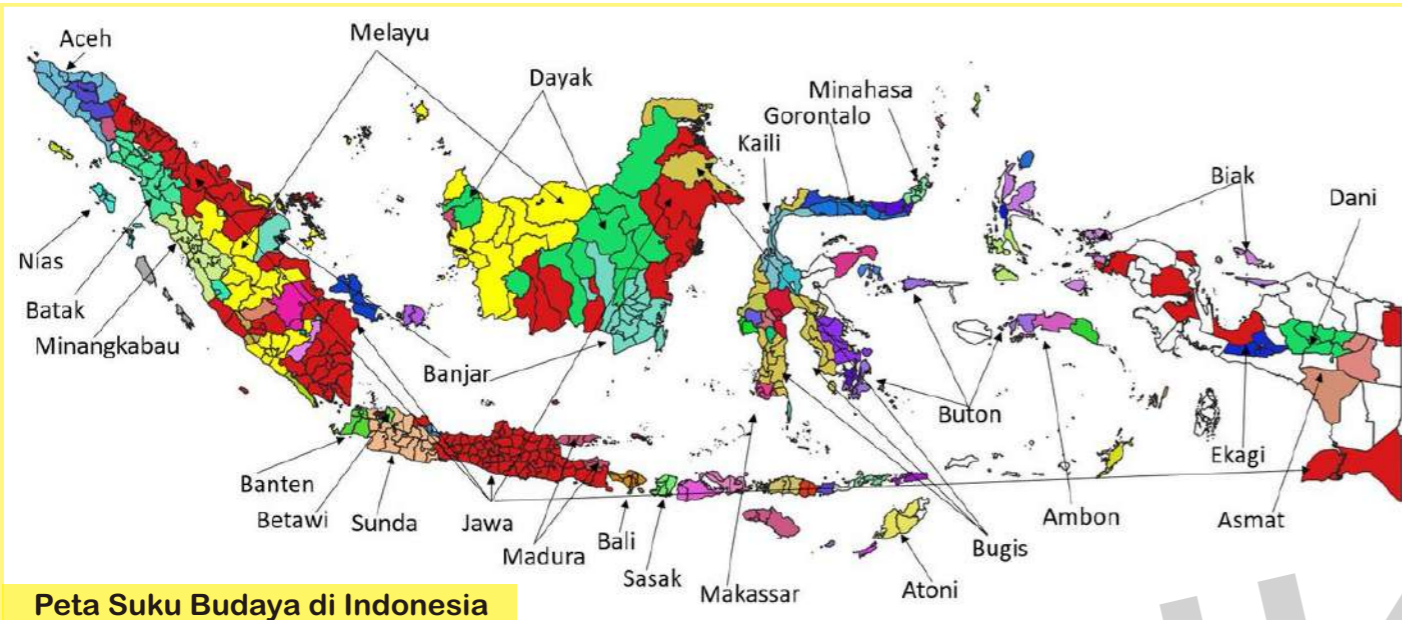 Aceh
Melayu
Dayak
Minahasa
Gorontalo
Kaili
Biak
Dani
Nias
Batak
Minangkabau
Banjar
Buton
Ekagi
Banten
Betawi
Sunda
Jawa
Madura
Bali
Sasak
Makassar
Bugis
Atoni
Ambon
Asmat
Peta Suku Budaya di Indonesia